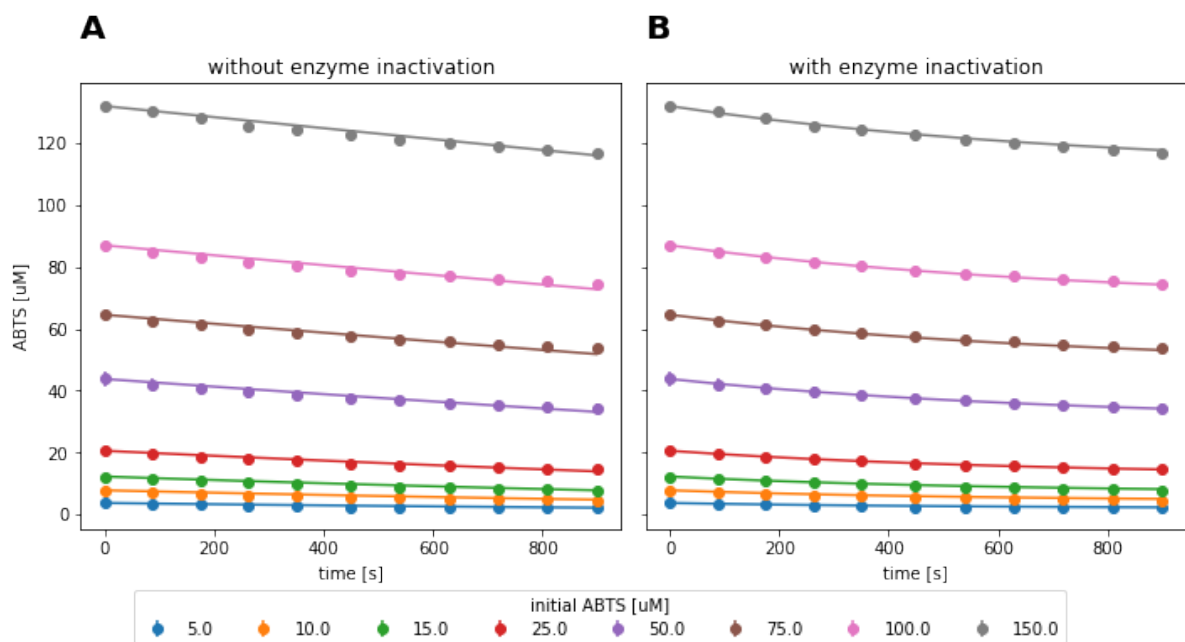 A
B
without enzyme inactivation
with enzyme inactivation
ABTS [uM]
120
100
80
60
40
20
0
0 200 400 600 800
0 200 400 600 800
time [s]
time [s]
initial ABTS [uM]
5.0 10.0 15.0 25.0 50.0 75.0 100.0 150.0